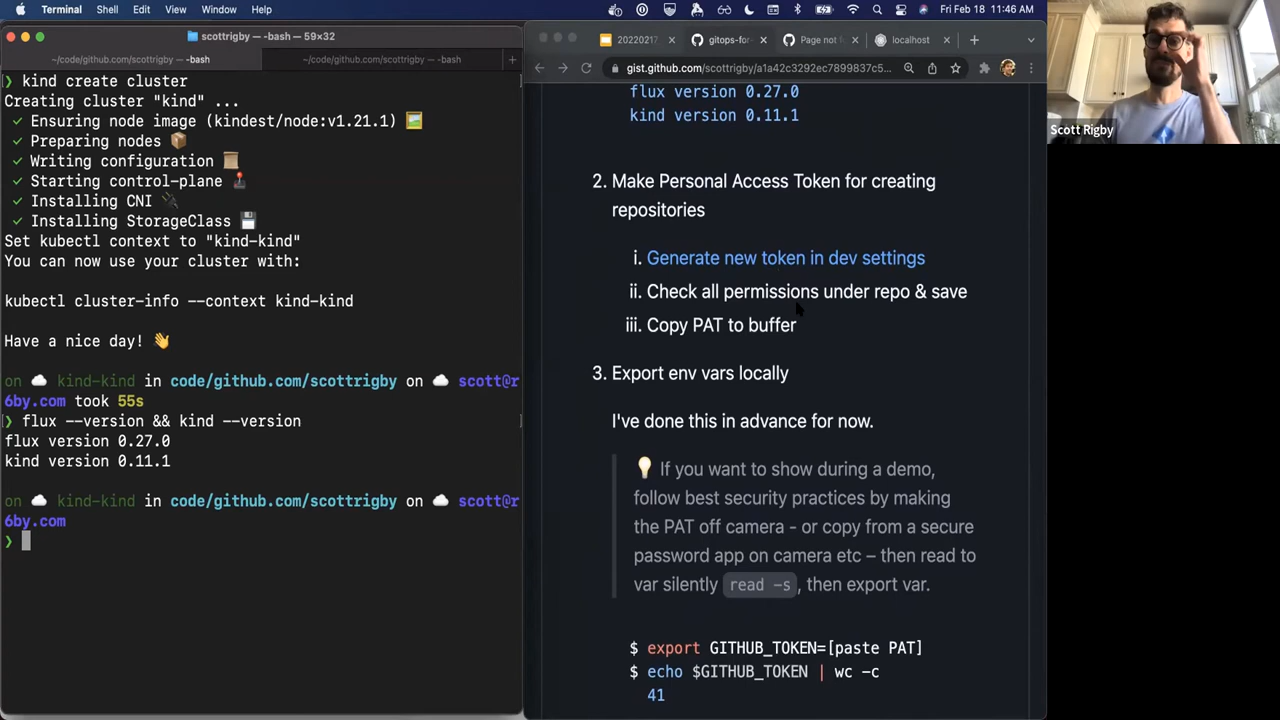 Terminal Shell Edit View Window Help
Fri Feb 18 11:46 AM
scottrigby — -bash — 59×32
~/code/github.com/scottrigby — -bash
~/code/github.com/scottrigby — -bash
❯ kind create cluster
Creating cluster "kind" ...
✓ Ensuring node image (kindest/node:v1.21.1) 🖼
✓ Preparing nodes 📦
✓ Writing configuration 📜
✓ Starting control-plane 🕹
✓ Installing CNI 🔌
✓ Installing StorageClass 💾
Set kubectl context to "kind-kind"
You can now use your cluster with:
kubectl cluster-info --context kind-kind
Have a nice day! 👋
on ☁ kind-kind in code/github.com/scottrigby on ☁ scott@r
6by.com took 55s
❯ flux --version && kind --version
flux version 0.27.0
kind version 0.11.1
on ☁ kind-kind in code/github.com/scottrigby on ☁ scott@r
6by.com
❯
20220217
gitops-for-
Page not f
localhost
gist.github.com/scottrigby/a1a42c3292ec7899837c5...
flux version 0.27.0
kind version 0.11.1
2. Make Personal Access Token for creating
repositories
i. Generate new token in dev settings
ii. Check all permissions under repo & save
iii. Copy PAT to buffer
3. Export env vars locally
I've done this in advance for now.
💡 If you want to show during a demo,
follow best security practices by making
the PAT off camera - or copy from a secure
password app on camera etc – then read to
var silently read -s, then export var.
$ export GITHUB_TOKEN=[paste PAT]
$ echo $GITHUB_TOKEN | wc -c
41
Scott Rigby